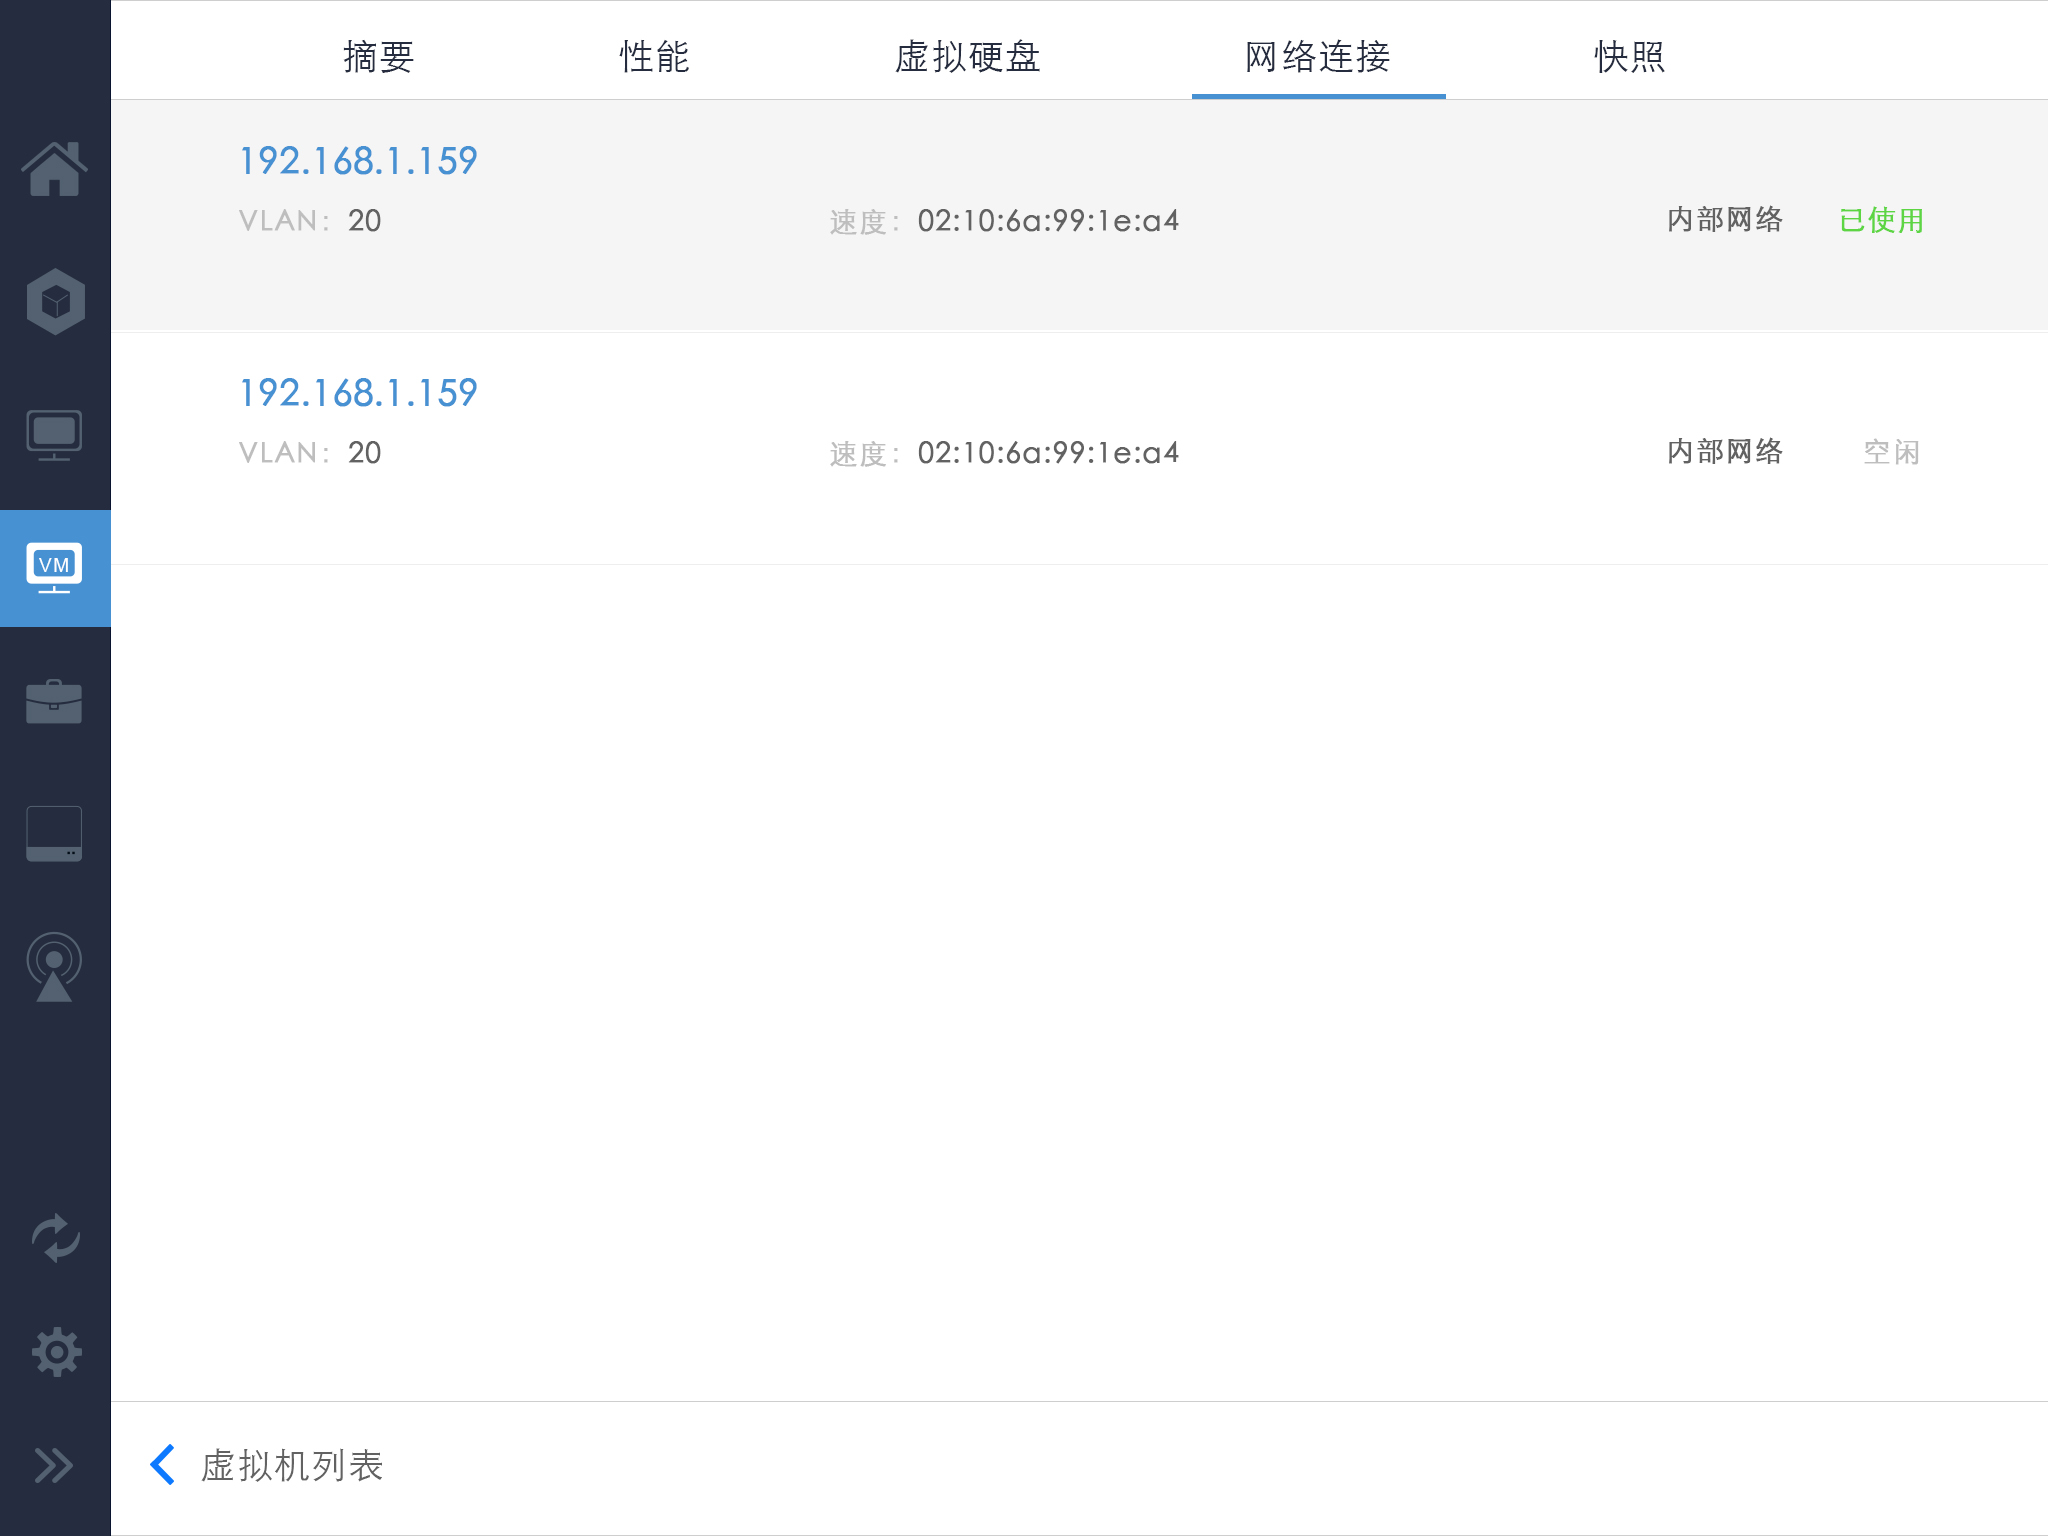 摘要 性能 虚拟硬盘 网络连接 快照
192.168.1.159
VLAN： 20 速度： 02:10:6a:99:1e:a4 内部网络 已使用
192.168.1.159
VLAN： 20 速度： 02:10:6a:99:1e:a4 内部网络 空闲
VM
虚拟机列表